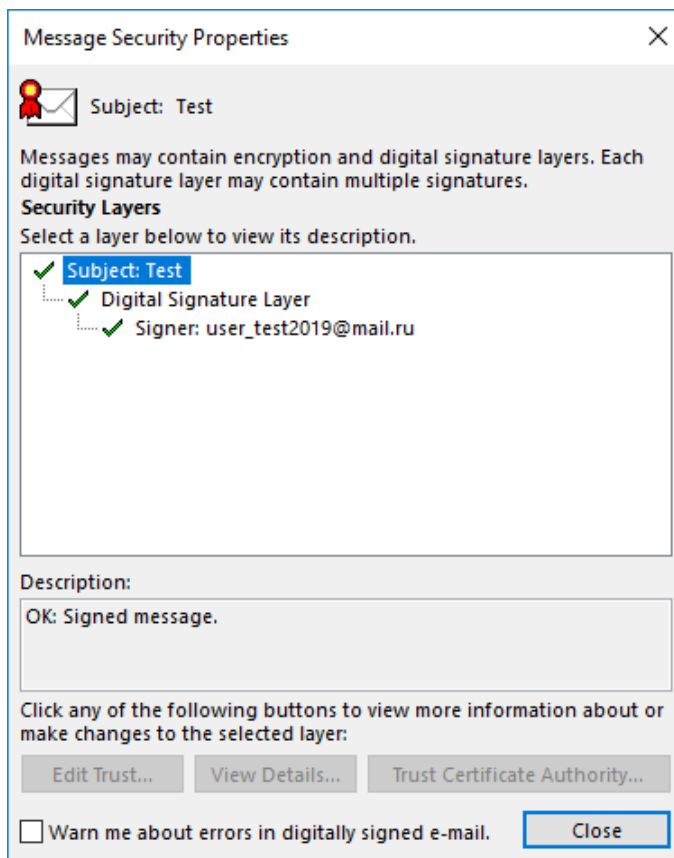 Message Security Properties
Subject: Test
Messages may contain encryption and digital signature layers. Each
digital signature layer may contain multiple signatures.
Security Layers
Select a layer below to view its description.
Subject: Test
Digital Signature Layer
Signer: user_test2019@mail.ru
Description:
OK: Signed message.
Click any of the following buttons to view more information about or
make changes to the selected layer:
Edit Trust... View Details... Trust Certificate Authority...
Warn me about errors in digitally signed e-mail. Close